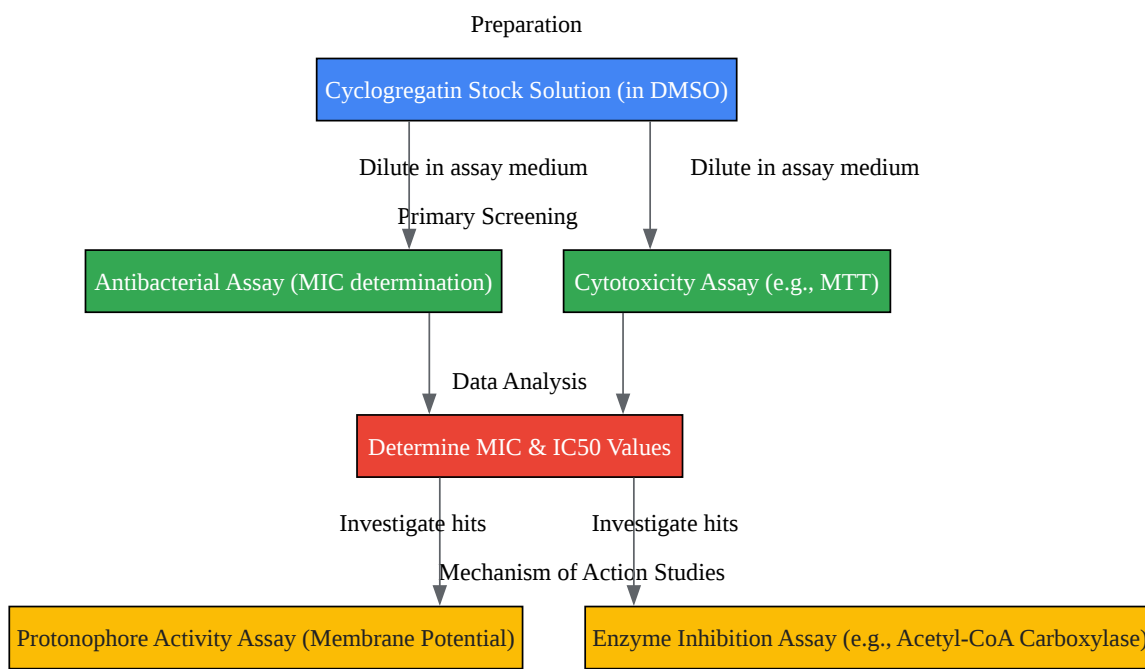 Preparation
Cyclogregatin Stock Solution (in DMSO)
Dilute in assay medium
Dilute in assay medium
Primary Screening
Antibacterial Assay (MIC determination)
Cytotoxicity Assay (e.g., MTT)
Data Analysis
Determine MIC & IC50 Values
Investigate hits
Investigate hits
Mechanism of Action Studies
Protonophore Activity Assay (Membrane Potential)
Enzyme Inhibition Assay (e.g., Acetyl-CoA Carboxylase)